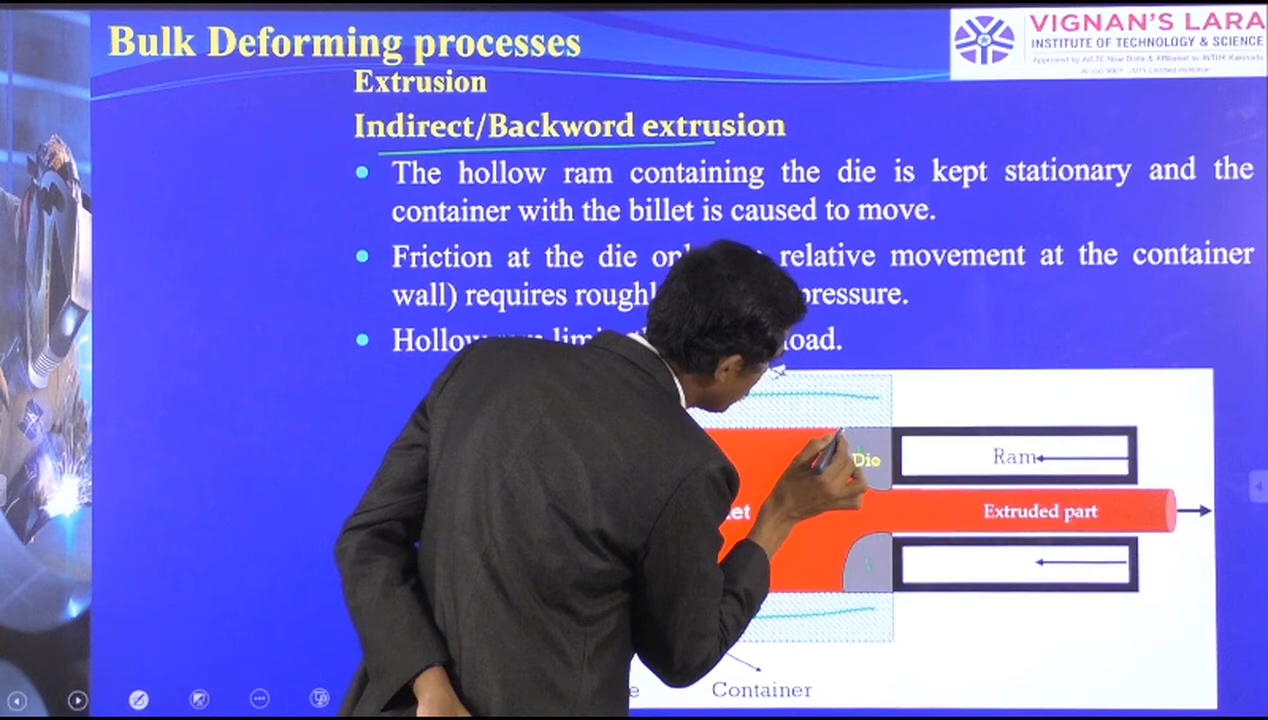 Bulk Deforming processes
VIGNAN'S LARA
INSTITUTE OF TECHNOLOGY & SCIENCE
Extrusion
Indirect/Backword extrusion
The hollow ram containing the die is kept stationary and the
container with the billet is caused to move.
Friction at the die relative movement at the container
wall) requires pressure.
Hollow load.
Die
Ram
Extruded part
Container